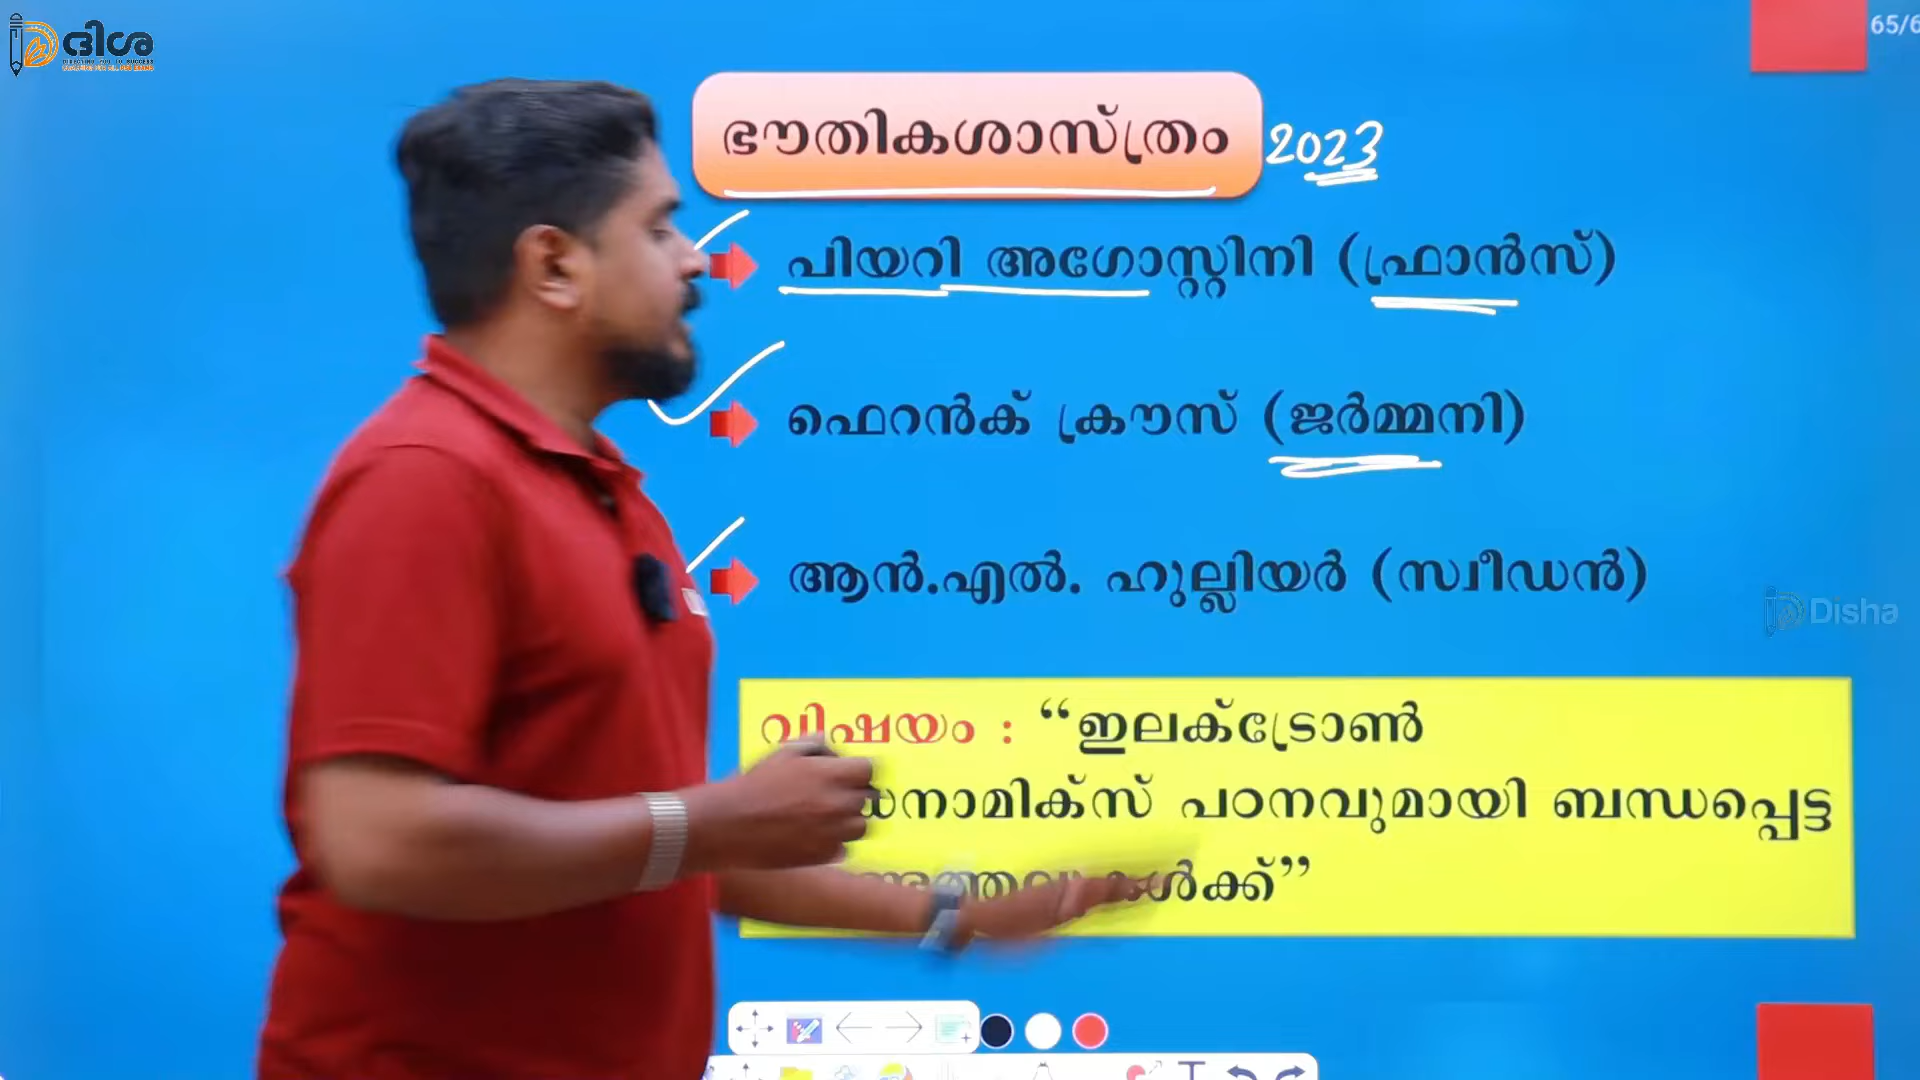 ദിശ
65/6
ഭൗതികശാസ്ത്രം 2023
പിയറി അഗോസ്റ്റിനി (ഫ്രാൻസ്)
ഫെറൻക് ക്രൗസ് (ജർമ്മനി)
ആൻ.എൽ. ഹുല്ലിയർ (സ്വീഡൻ)
Disha
വിഷയം : “ഇലക്ട്രോൺ
നാമിക്സ് പഠനവുമായി ബന്ധപ്പെട്ട